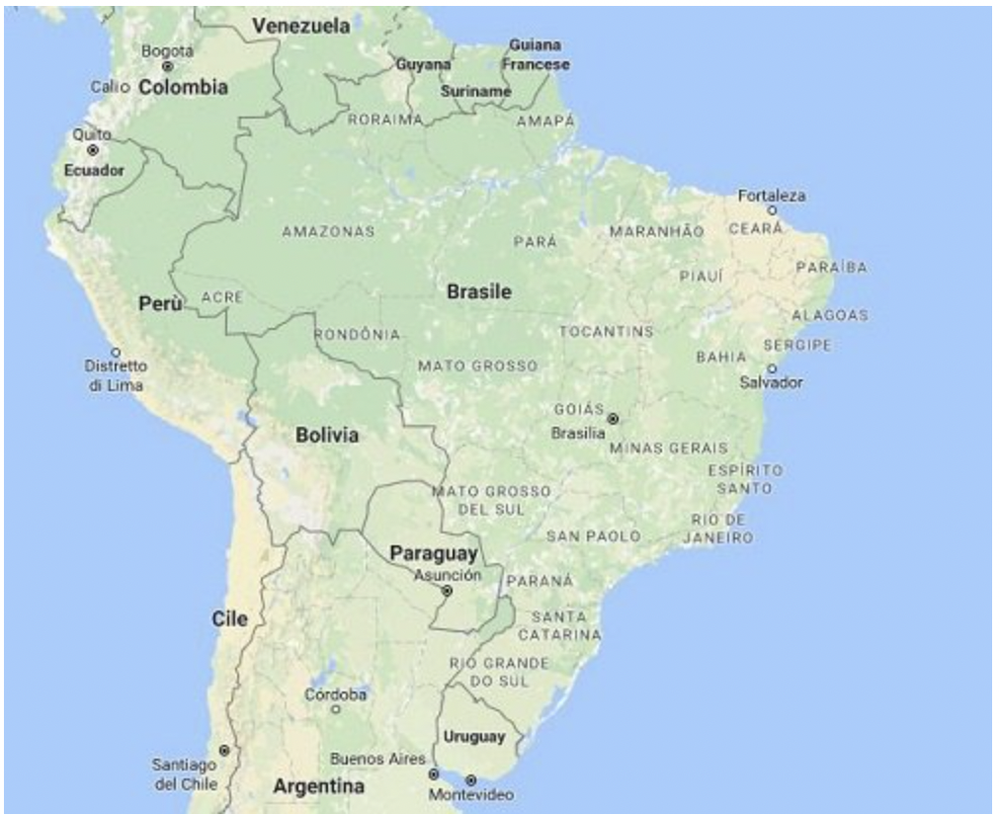 Venezuela
Guiana
Francese
Bogotá
Guyana
Calio
Colombia
Suriname
RORAIMA
AMAPÁ
Quito
Ecuador
Fortaleza
AMAZONAS
PARÁ
MARANHÃO
CEARÁ
PIAUÍ
PARAÍBA
Perù
ACRE
Brasile
ALAGOAS
RONDÔNIA
TOCANTINS
SERGIPE
Distretto
di Lima
MATO GROSSO
BAHIA
Salvador
GOIÁS
Brasilia
Bolivia
MINAS GERAIS
ESPÍRITO
SANTO
MATO GROSSO
DEL SUL
RIO DE
JANEIRO
SAN PAOLO
Paraguay
Asunción
PARANÁ
Cile
SANTA
CATARINA
RIO GRANDE
DO SUL
Córdoba
Uruguay
Santiago
del Chile
Buenos Aires
Argentina
Montevideo